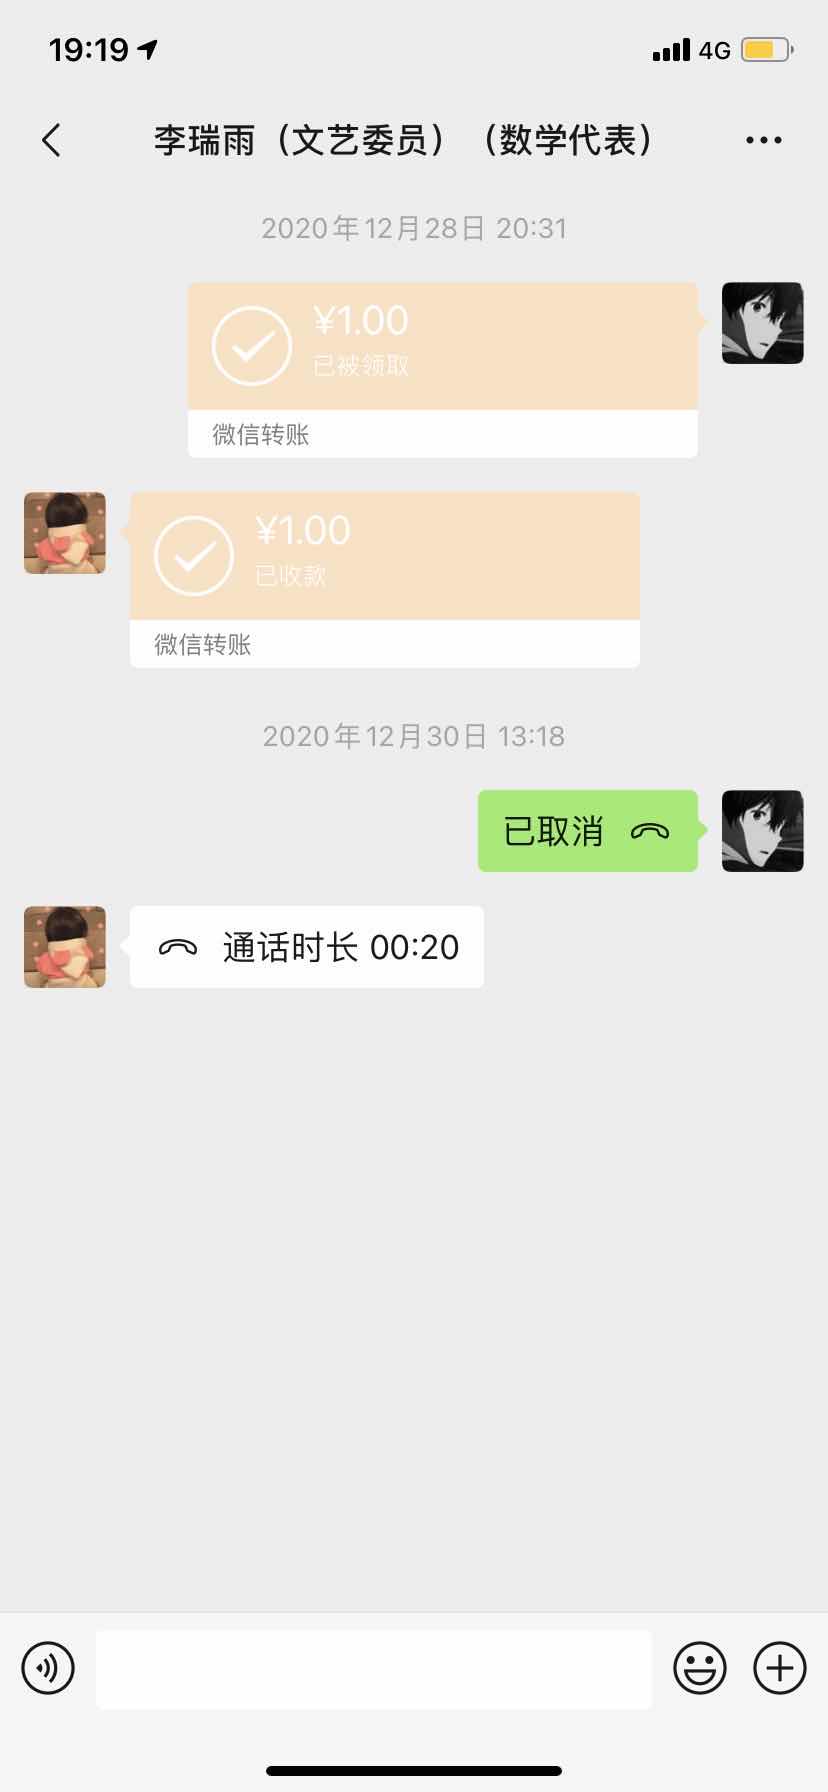 19:19
4G
李瑞雨（文艺委员）（数学代表）
2020年12月28日 20:31
¥1.00
已被领取
微信转账
¥1.00
已收款
微信转账
2020年12月30日 13:18
已取消
通话时长 00:20